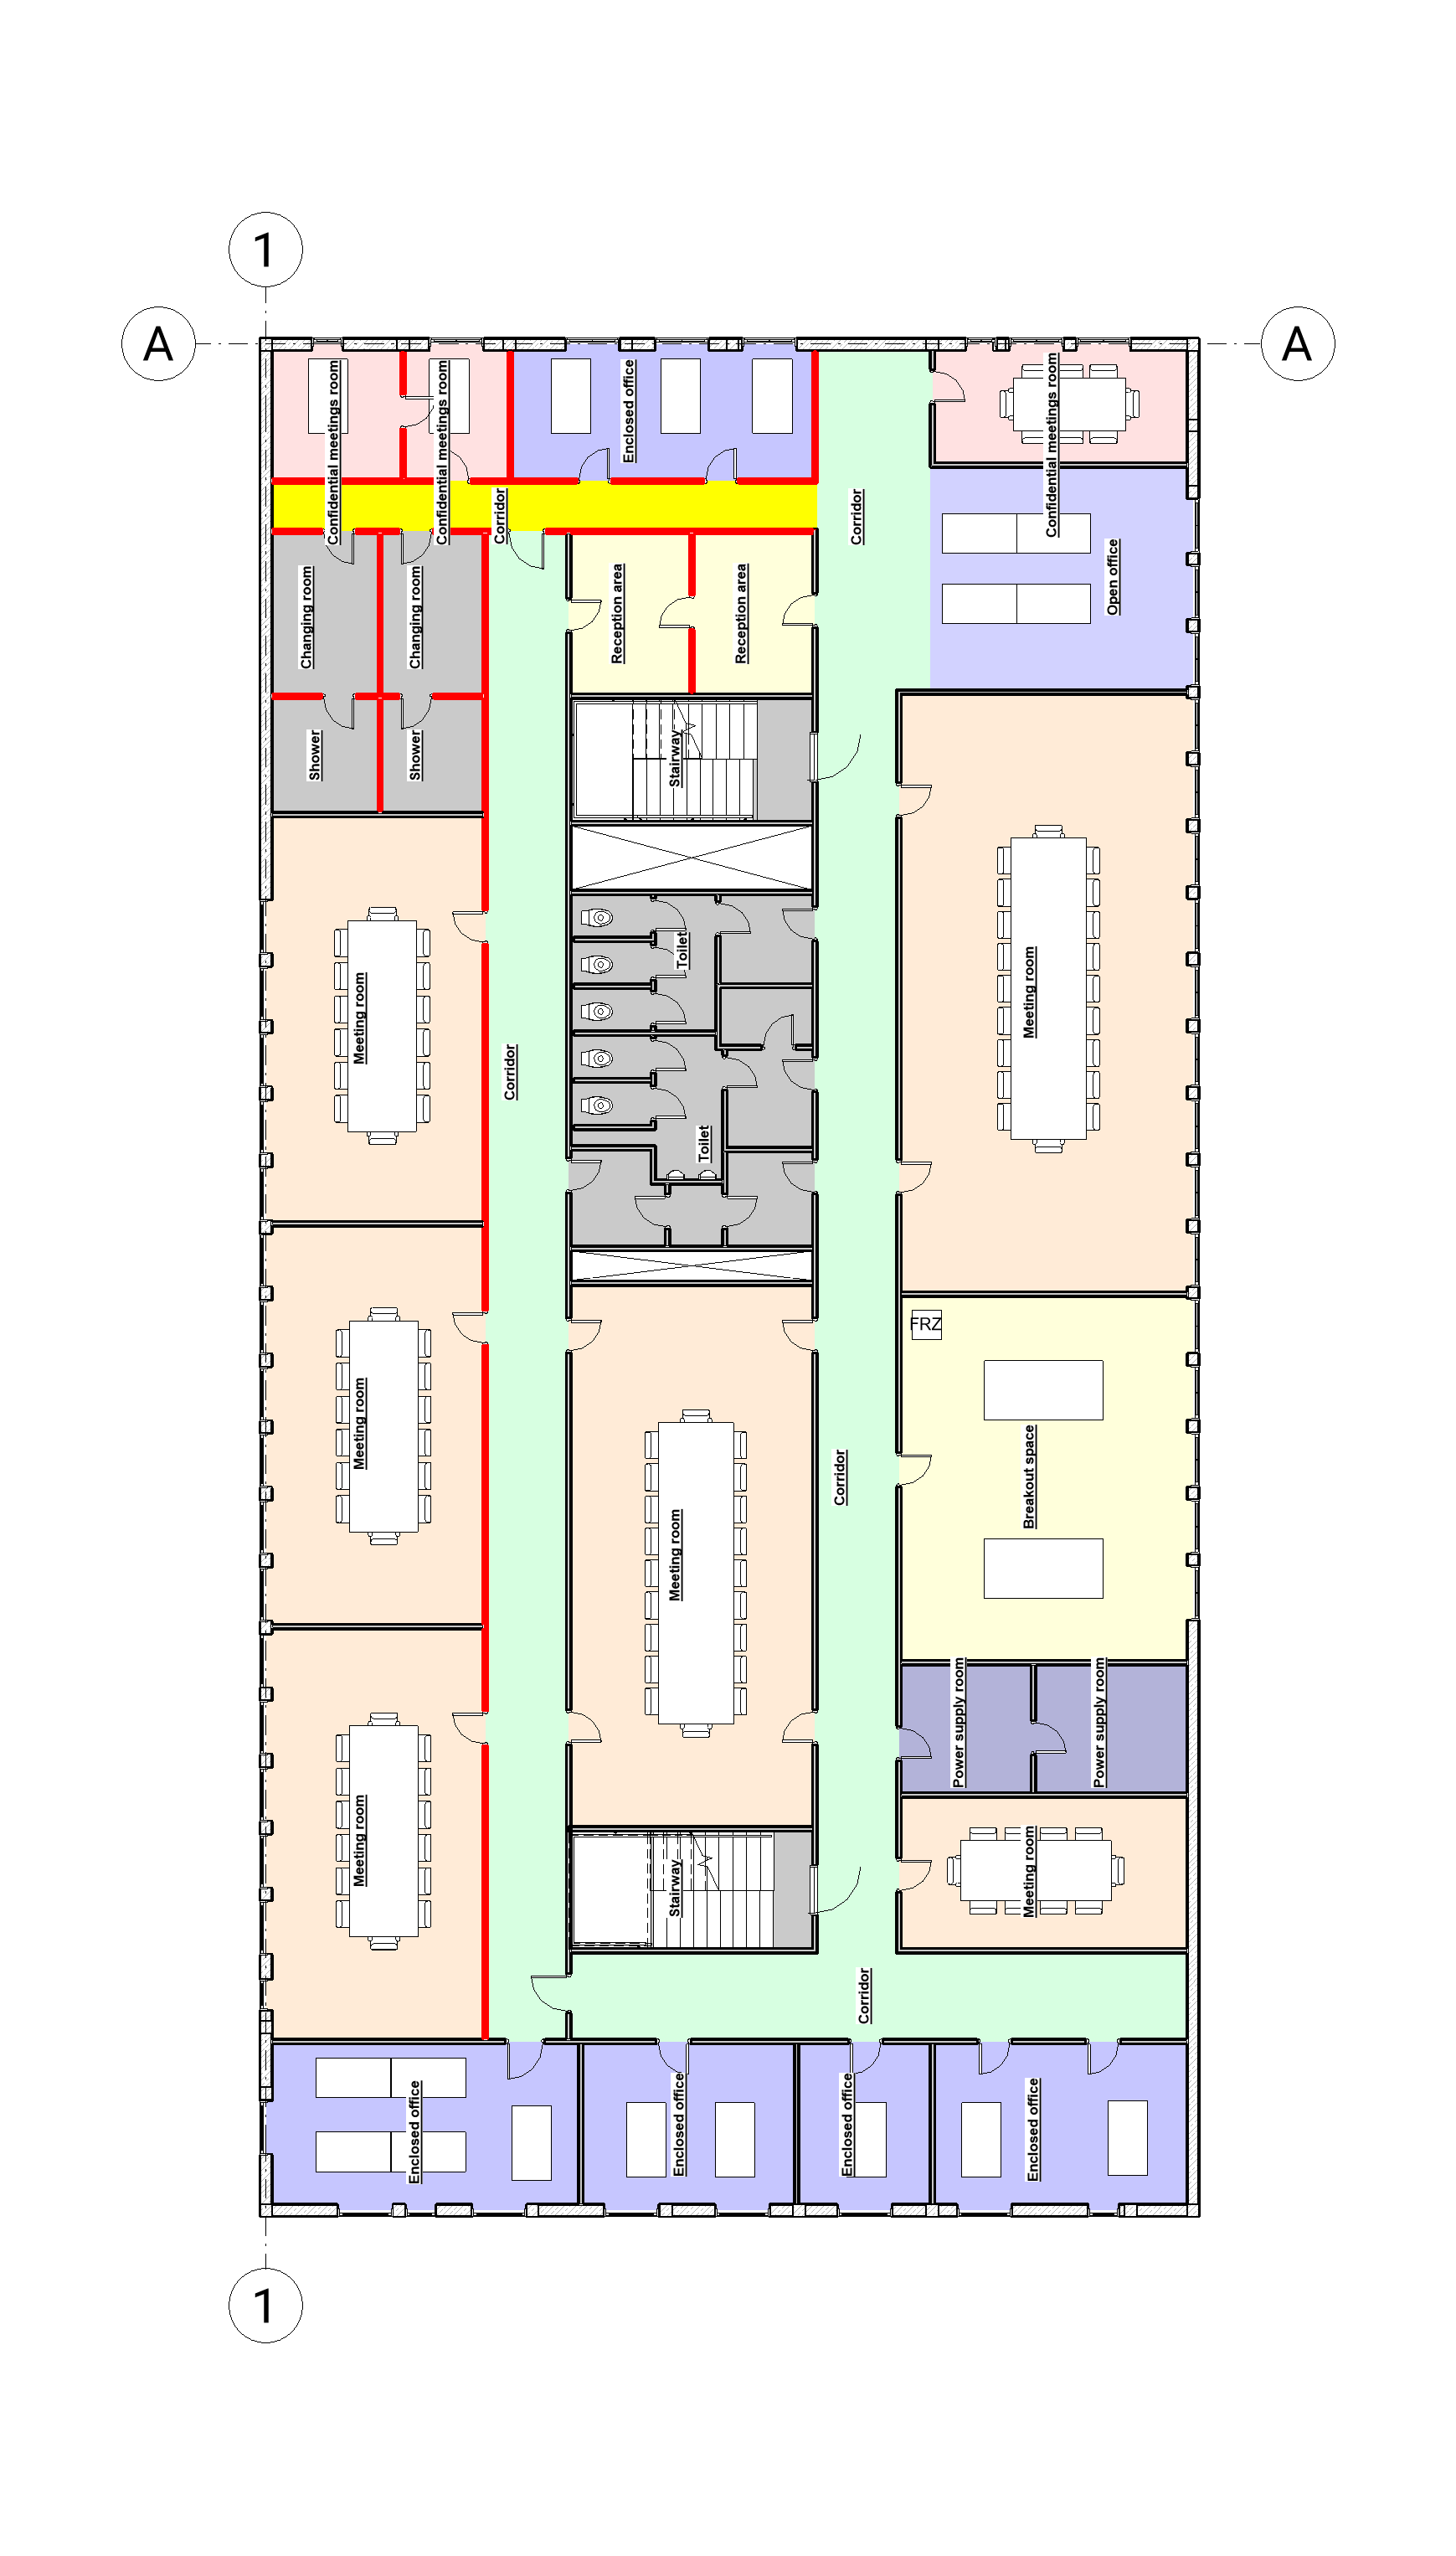 1
A
A
Confidential meetings room
Confidential meetings room
Enclosed office
Confidential meetings room
Corridor
Corridor
Open office
Changing room
Changing room
Reception area
Reception area
Shower
Shower
Stairway
Toilet
Meeting room
Meeting room
Corridor
Toilet
FRZ
Meeting room
Corridor
Breakout space
Meeting room
Power supply room
Power supply room
Meeting room
Stairway
Meeting room
Corridor
Enclosed office
Enclosed office
Enclosed office
Enclosed office
1